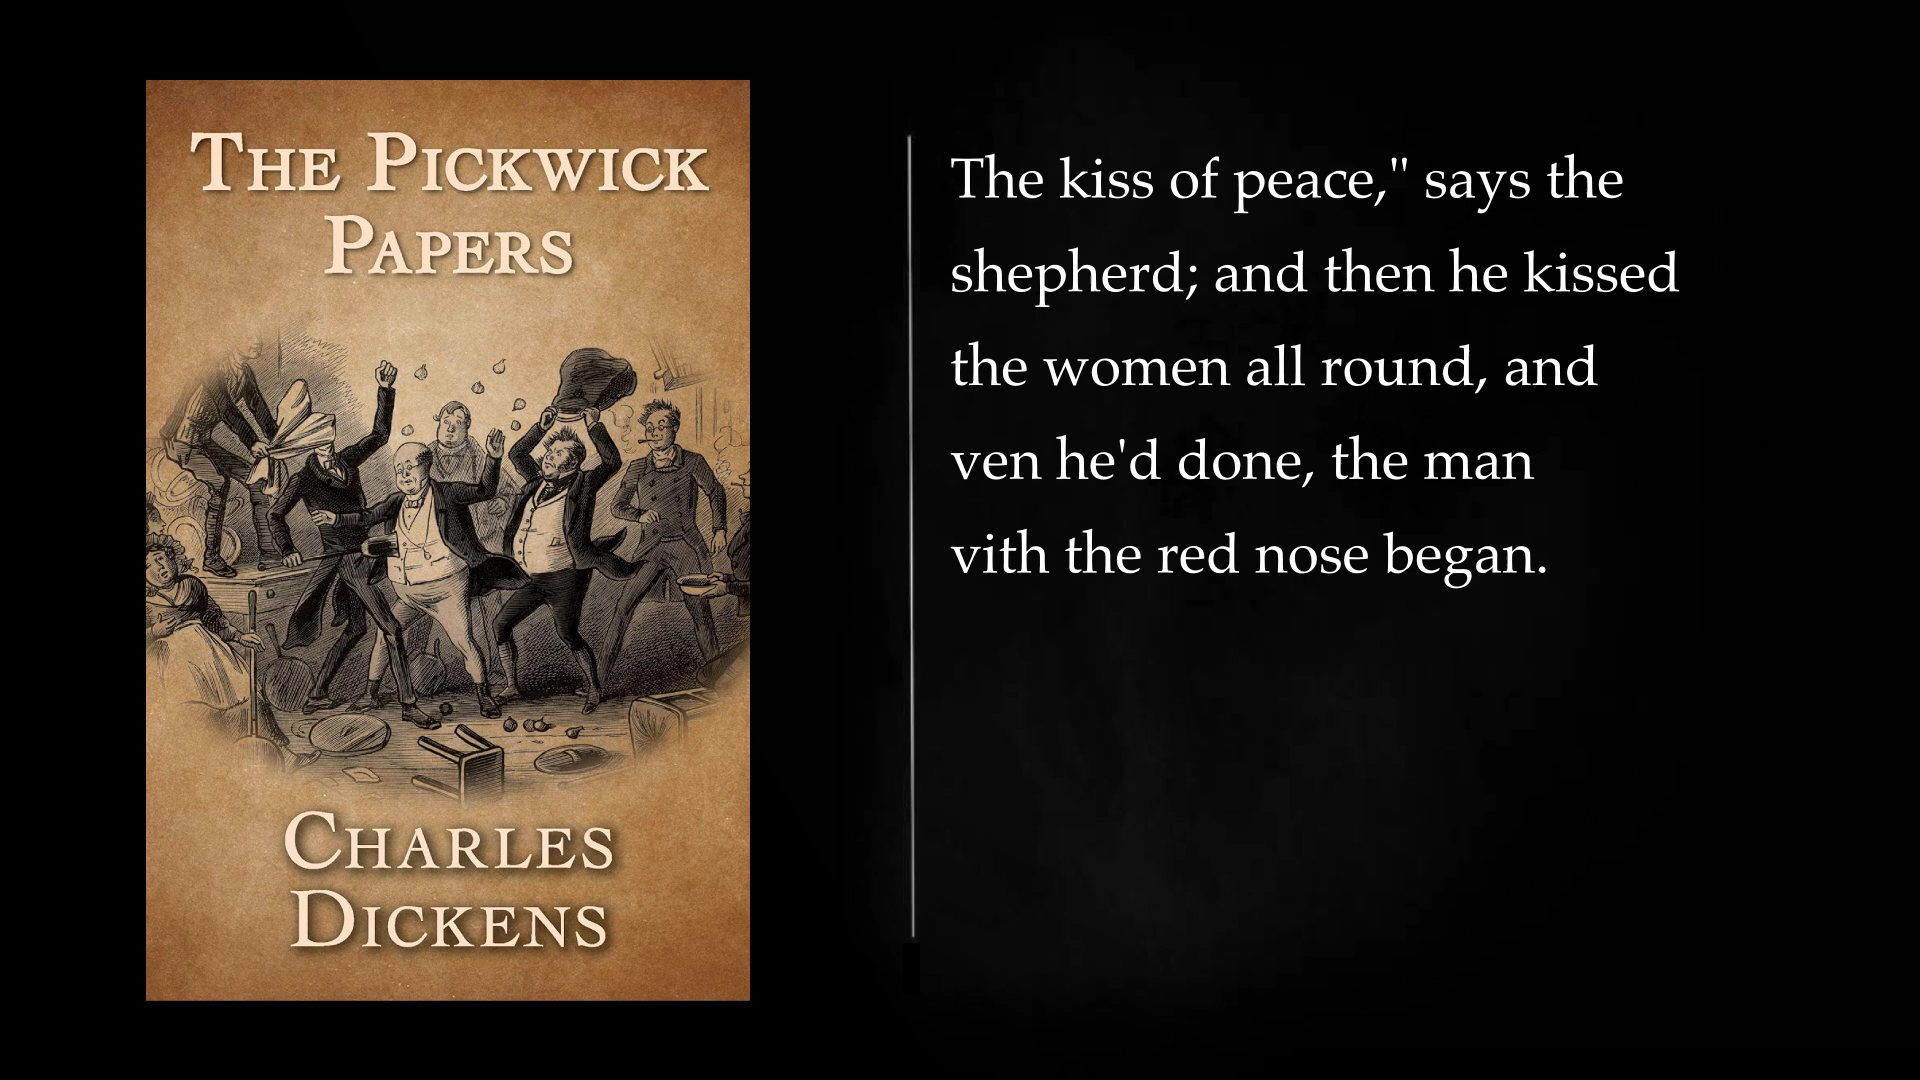 The Pickwick
Papers
Charles
Dickens
The kiss of peace," says the
shepherd; and then he kissed
the women all round, and
ven he'd done, the man
vith the red nose began.